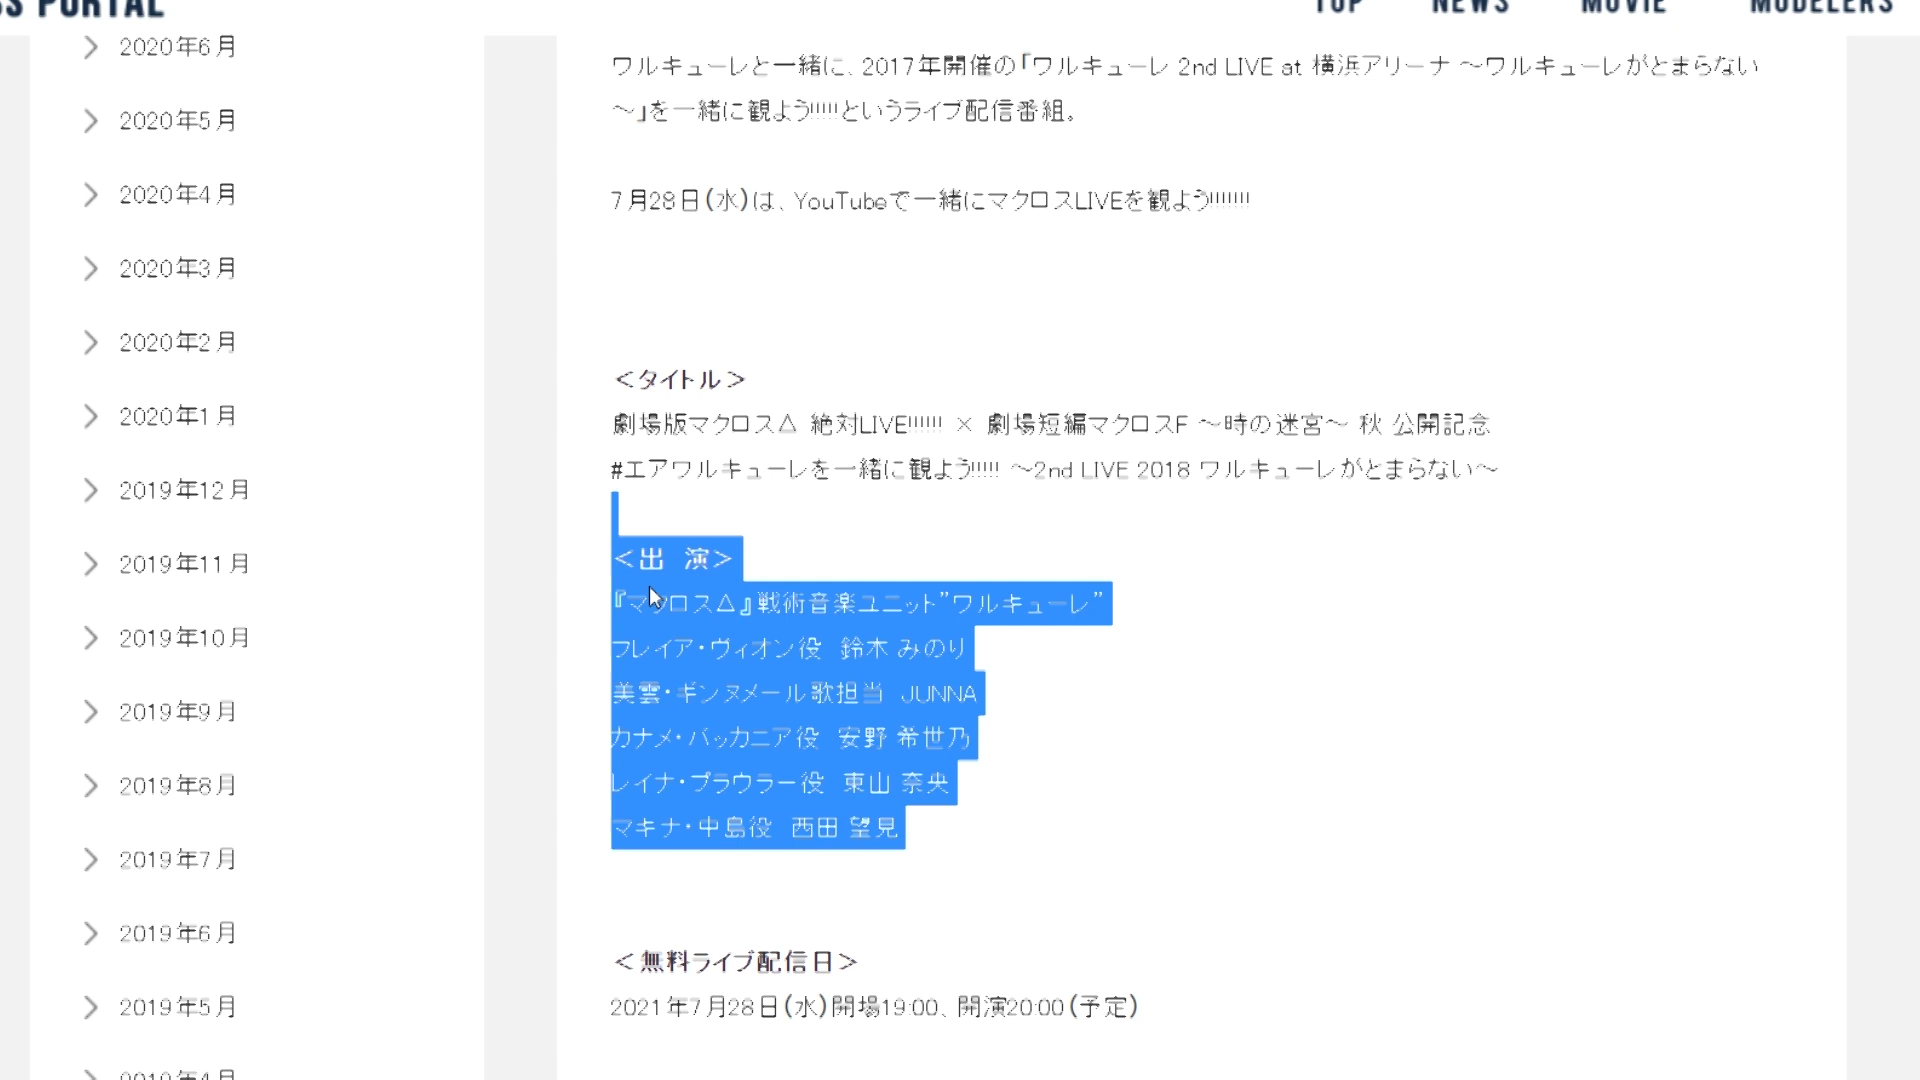 PORTAL
TOP NEWS MOVIE MODELERS
2020年6月
2020年5月
2020年4月
2020年3月
2020年2月
2020年1月
2019年12月
2019年11月
2019年10月
2019年9月
2019年8月
2019年7月
2019年6月
2019年5月
2019年4月
ワルキューレと一緒に、2017年開催の「ワルキューレ 2nd LIVE at 横浜アリーナ ～ワルキューレがとまらない
～」を一緒に観よう!!!!!というライブ配信番組。
7月28日(水)は、YouTubeで一緒にマクロスLIVEを観よう!!!!!!!
＜タイトル＞
劇場版マクロスΔ 絶対LIVE!!!!!! × 劇場短編マクロスF ～時の迷宮～ 秋 公開記念
#エアワルキューレを一緒に観よう!!!!! ～2nd LIVE 2018 ワルキューレがとまらない～
＜出　演＞
『マクロスΔ』戦術音楽ユニット”ワルキューレ”
フレイア・ヴィオン役　鈴木 みのり
美雲・ギンヌメール歌担当　JUNNA
カナメ・バッカニア役　安野 希世乃
レイナ・プラウラー役　東山 奈央
マキナ・中島役　西田 望見
＜無料ライブ配信日＞
2021年7月28日(水)開場19:00、開演20:00(予定)